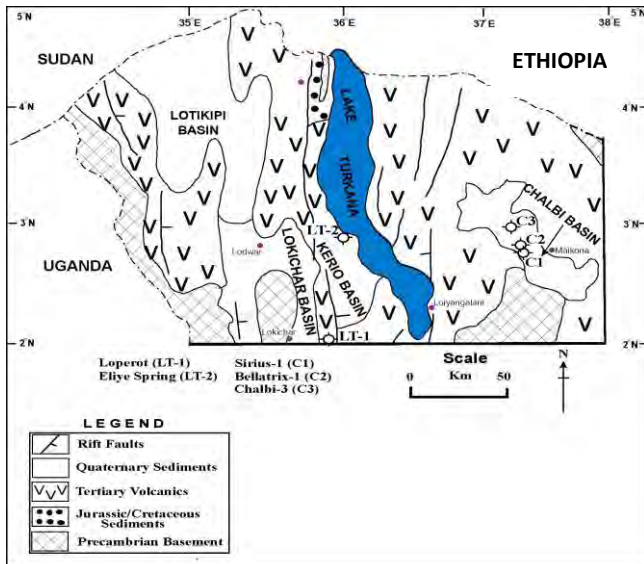 5N 35°E 36°E 37°E 38°E 5°N
SUDAN
ETHIOPIA
4°N 4°N
LOTIKIPI
BASIN
LAKE
TURKANA
CHALBI BASIN
3°N 3°N
C3
C2
C1
Maikona
LT-2
Lodwar
LOKICHAR BASIN
KERIO BASIN
UGANDA
Loiyangalani
Lokichar
LT-1
2°N 2°N
Loperot (LT-1) Sirius-1 (C1)
Eliye Spring (LT-2) Bellatrix-1 (C2)
Chalbi-3 (C3)
Scale
0 Km 50
N
LEGEND
Rift Faults
Quaternary Sediments
Tertiary Volcanics
Jurassic/Cretaceous
Sediments
Precambrian Basement